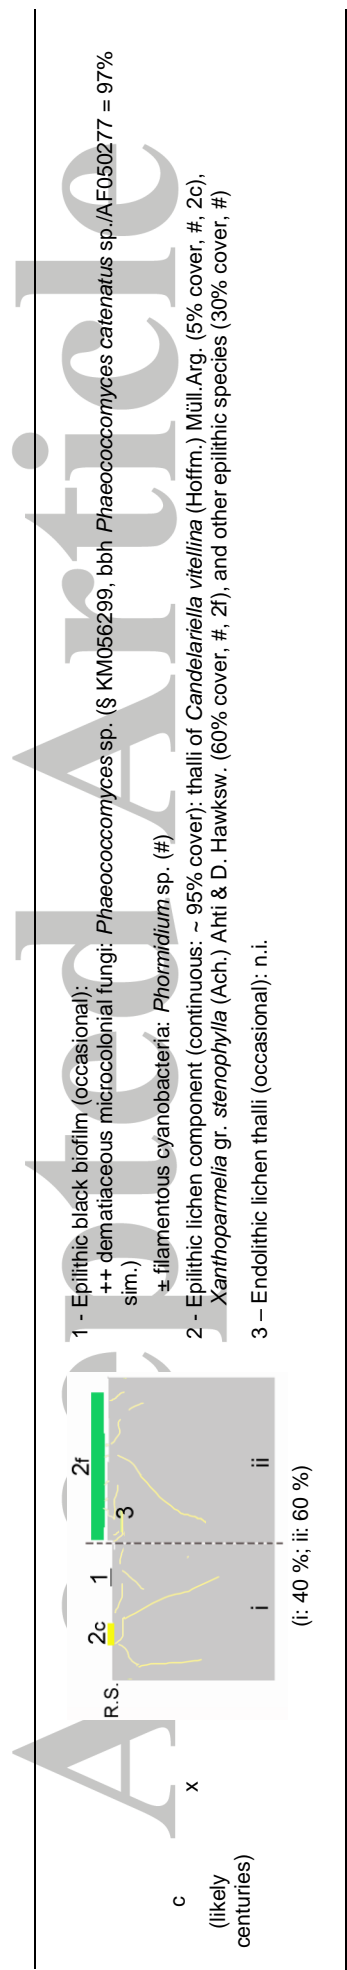 Accepted Article
c
(likely
centuries)
x
R.S.
2c
1
3
2f
i
ii
(i: 40 %; ii: 60 %)
1 - Epilithic black biofilm (occasional):
++ dematiaceous microcolonial fungi: Phaeococcomyces sp. (§ KM056299, bbh Phaeococcomyces catenatus sp./AF050277 = 97%
sim.)
± filamentous cyanobacteria: Phormidium sp. (#)
2 - Epilithic lichen component (continuous: ~ 95% cover): thalli of Candelariella vitellina (Hoffm.) Müll.Arg. (5% cover, #, 2c),
Xanthoparmelia gr. stenophylla (Ach.) Ahti & D. Hawksw. (60% cover, #, 2f), and other epilithic species (30% cover, #)
3 – Endolithic lichen thalli (occasional): n.i.